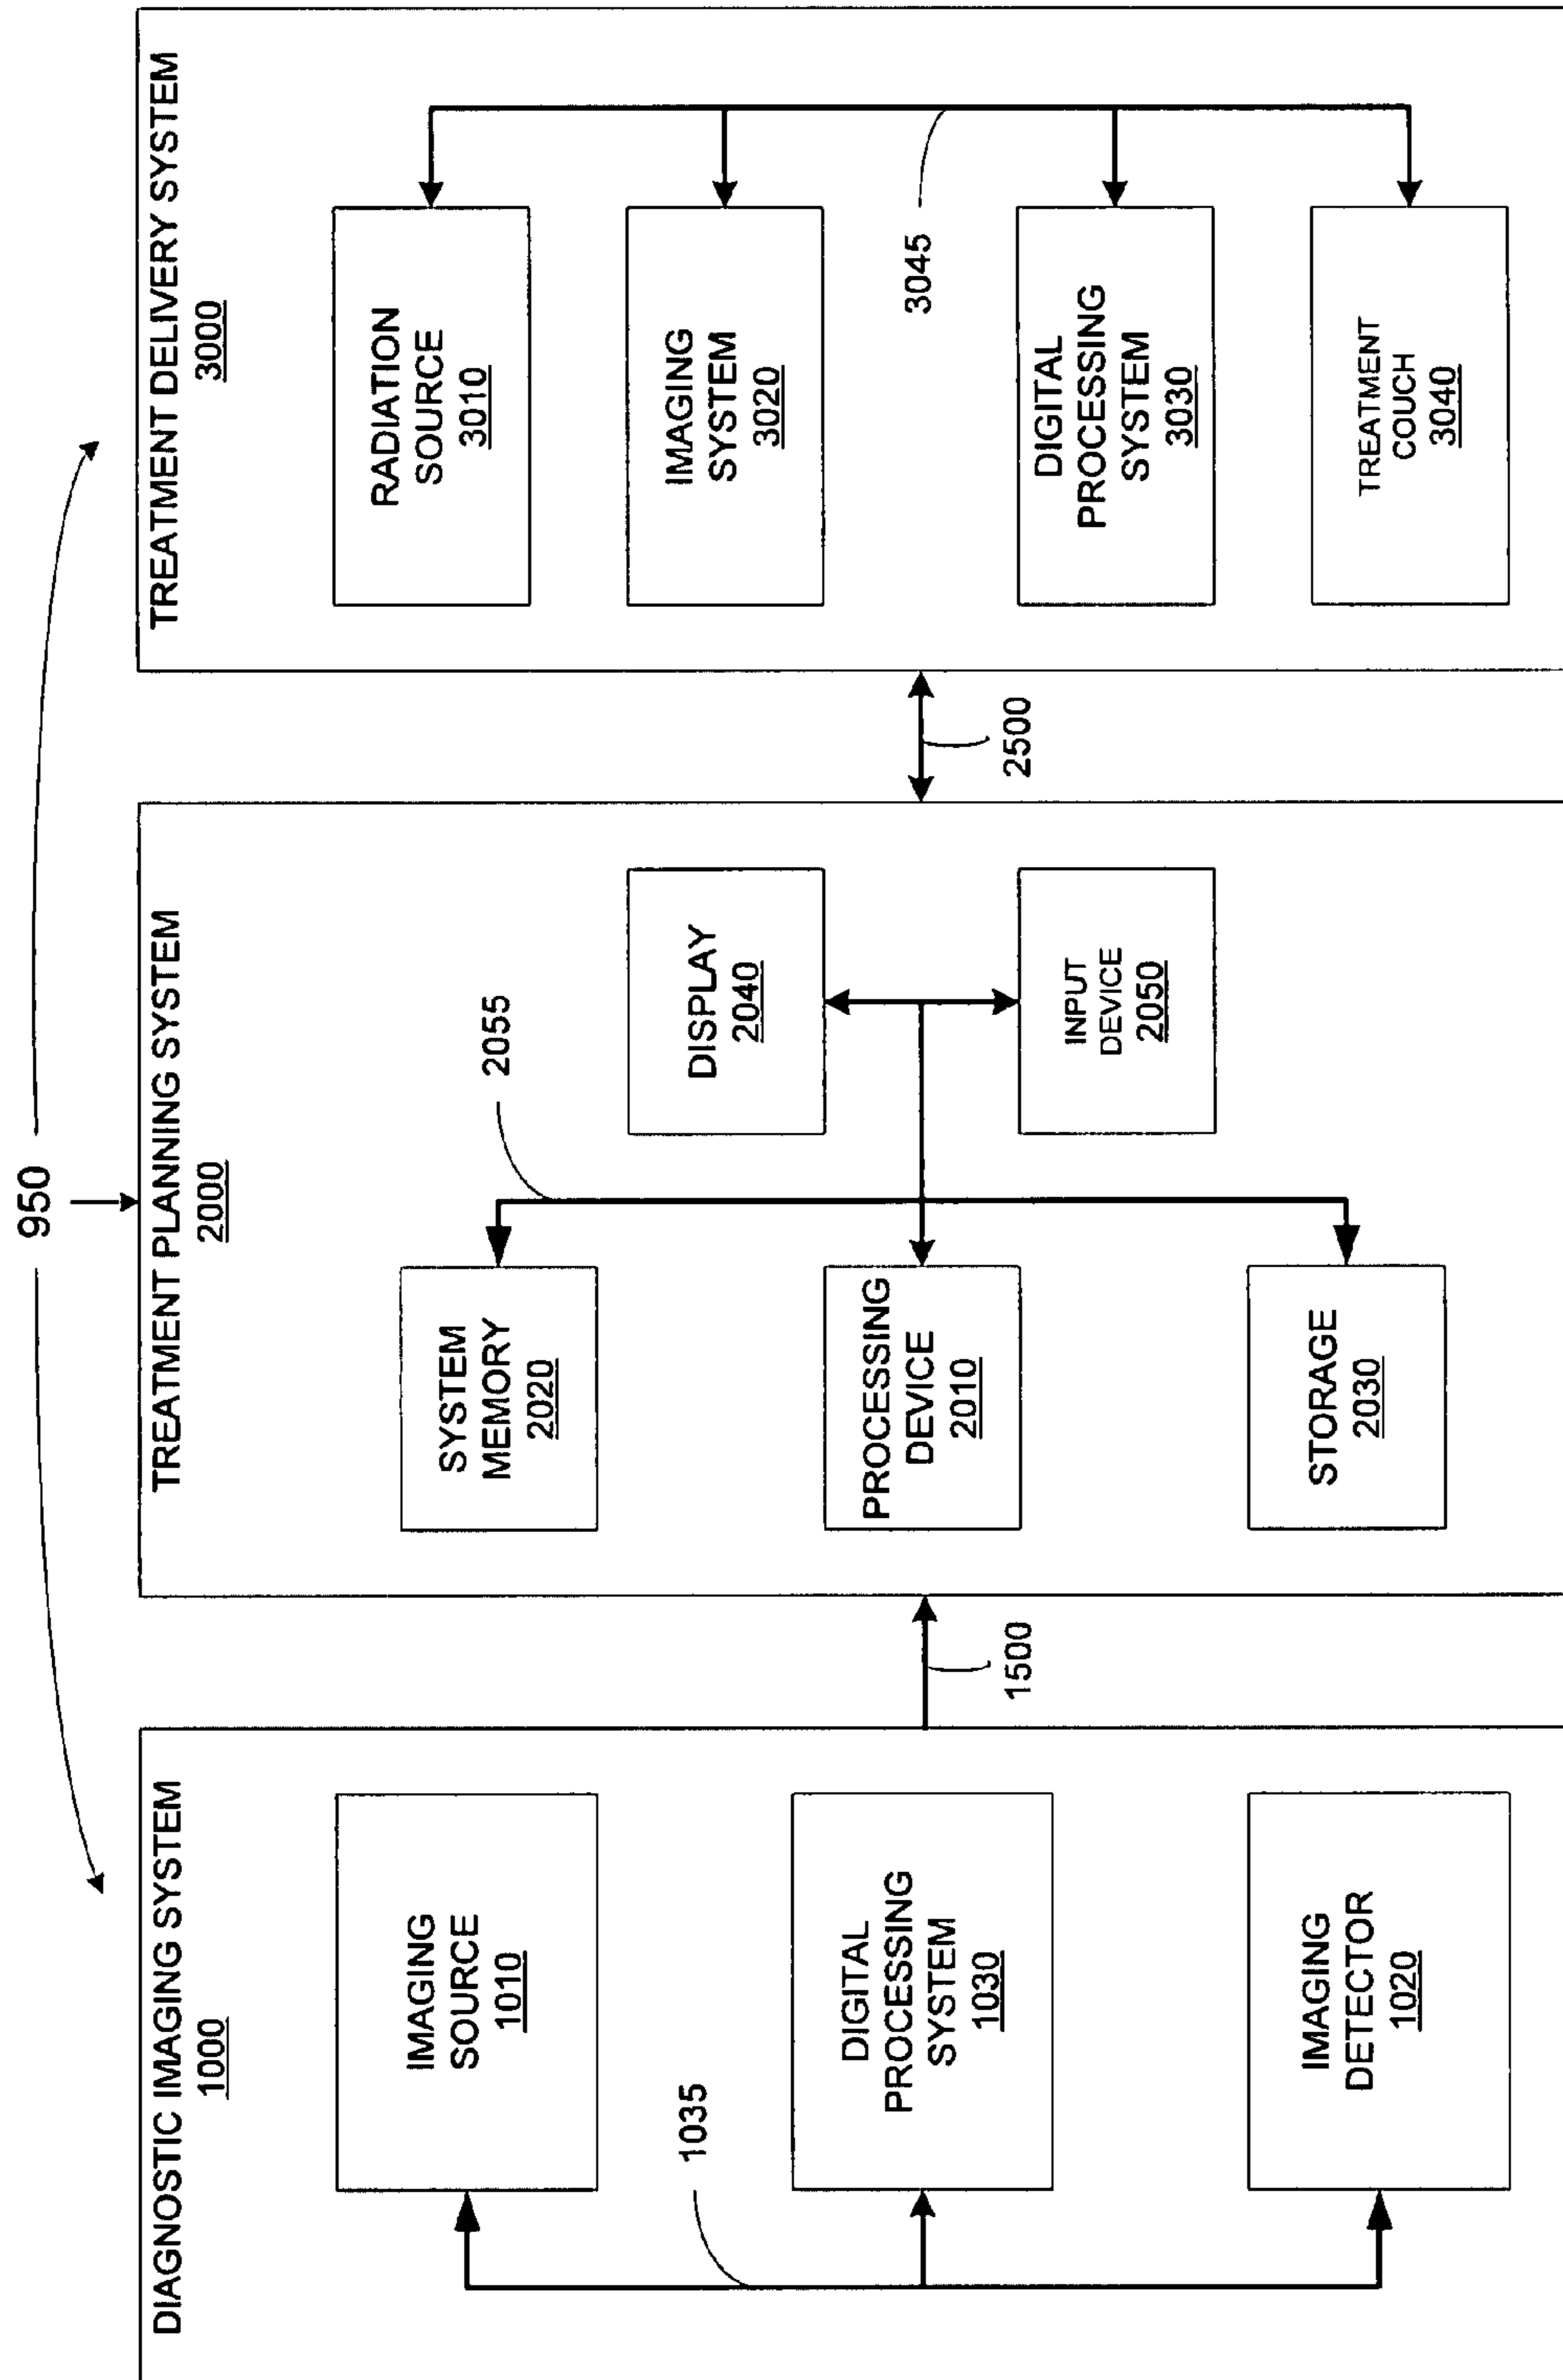 950
DIAGNOSTIC IMAGING SYSTEM
1000
IMAGING
SOURCE
1010
1035
DIGITAL
PROCESSING
SYSTEM
1030
IMAGING
DETECTOR
1020
1500
TREATMENT PLANNING SYSTEM
2000
SYSTEM
MEMORY
2020
2055
DISPLAY
2040
PROCESSING
DEVICE
2010
INPUT
DEVICE
2050
STORAGE
2030
2500
TREATMENT DELIVERY SYSTEM
3000
RADIATION
SOURCE
3010
IMAGING
SYSTEM
3020
3045
DIGITAL
PROCESSING
SYSTEM
3030
TREATMENT
COUCH
3040